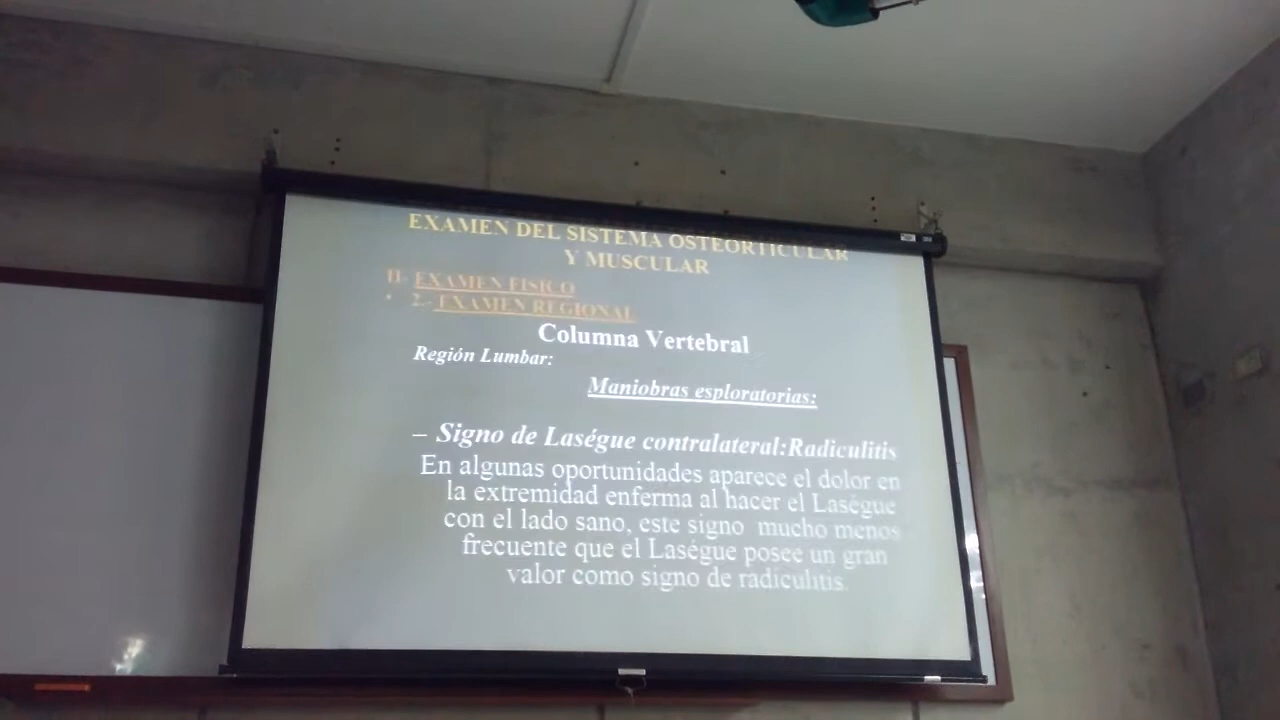 EXAMEN DEL SISTEMA OSTEORTICULAR
Y MUSCULAR
II- EXAMEN FISICO
• 2.- EXAMEN REGIONAL
Columna Vertebral
Región Lumbar:
Maniobras esploratorias:
– Signo de Laségue contralateral:Radiculitis
En algunas oportunidades aparece el dolor en
la extremidad enferma al hacer el Laségue
con el lado sano, este signo mucho menos
frecuente que el Laségue posee un gran
valor como signo de radiculitis.